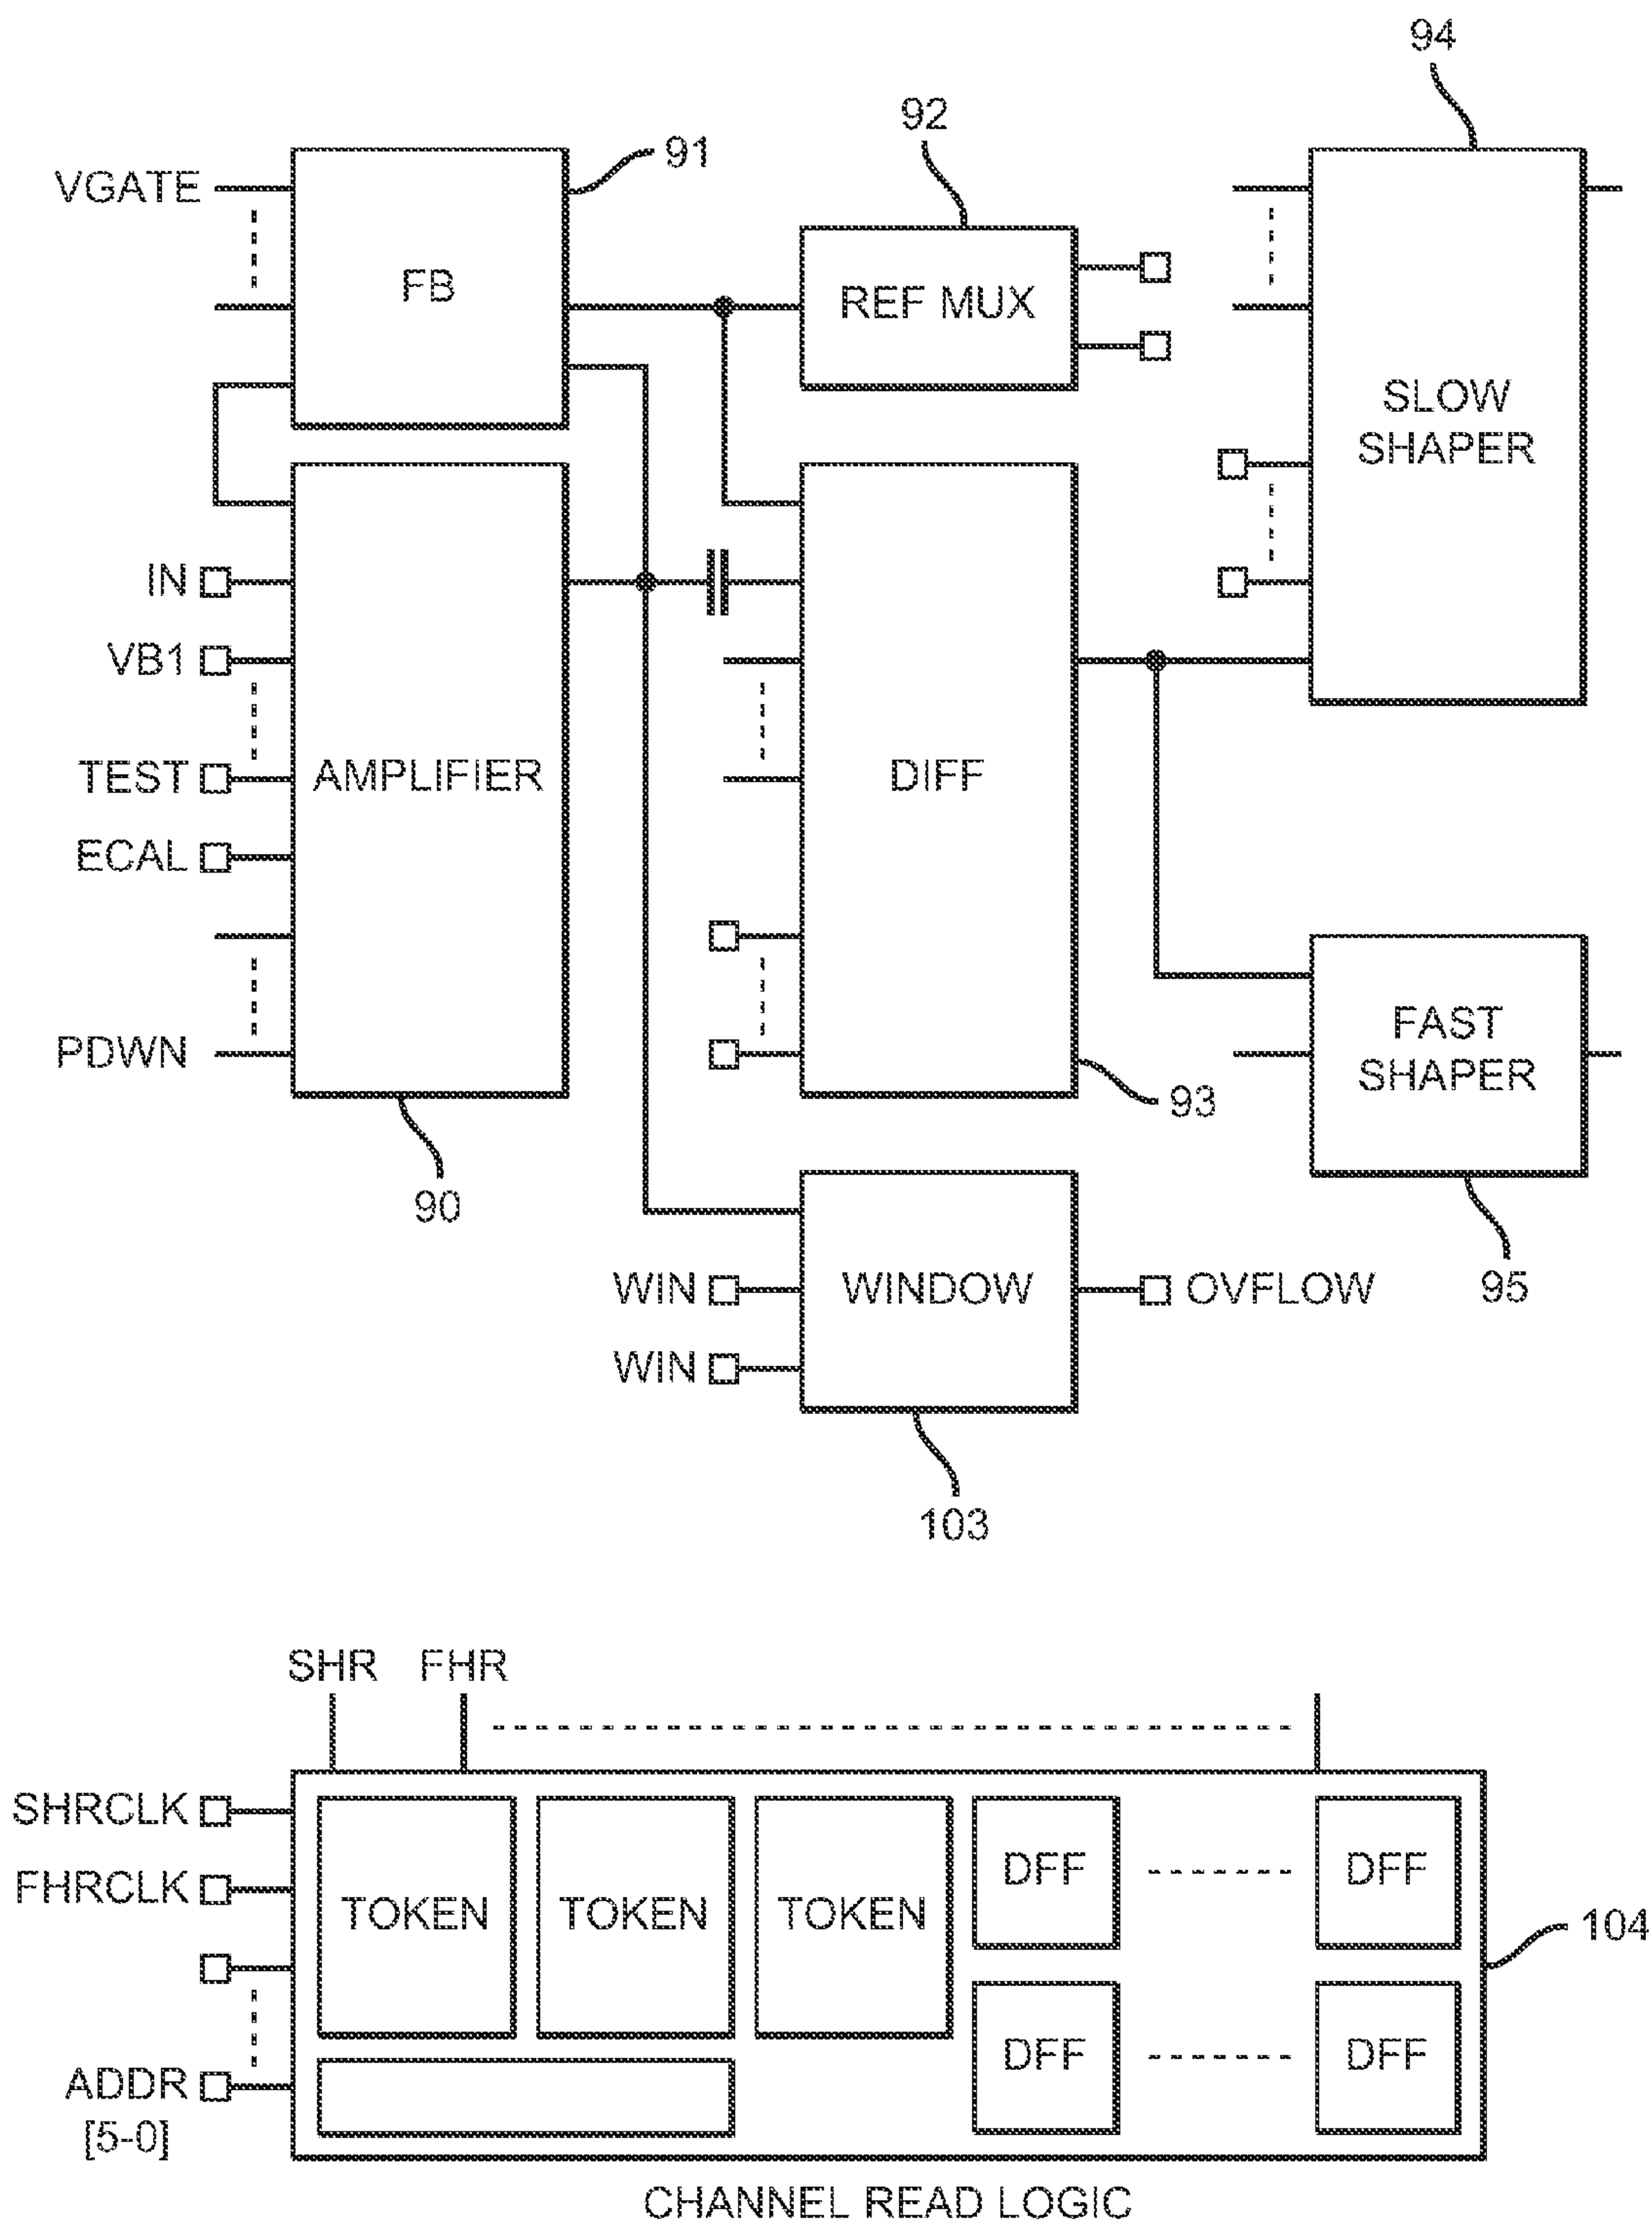 94
92
91
VGATE
FB
REF MUX
SLOW
SHAPER
IN
VB1
TEST
AMPLIFIER
DIFF
ECAL
FAST
SHAPER
PDWN
93
90
WIN
WINDOW
OVFLOW
95
WIN
103
SHR FHR
SHRCLK
FHRCLK
TOKEN TOKEN TOKEN
DFF DFF
104
DFF DFF
ADDR
[5-0]
CHANNEL READ LOGIC